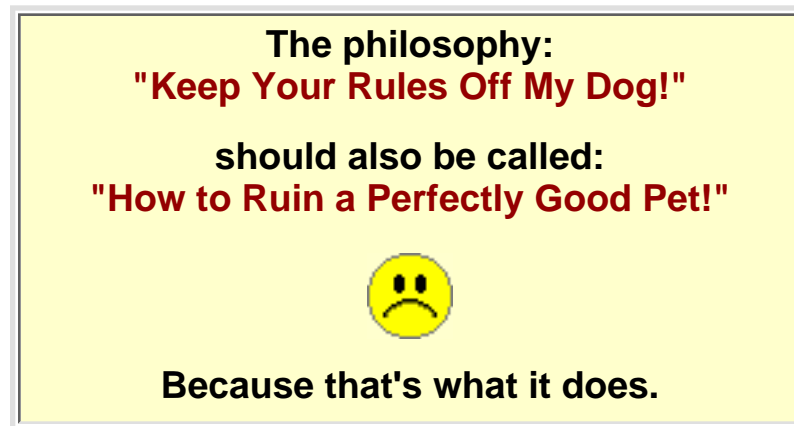 The philosophy:
"Keep Your Rules Off My Dog!"
should also be called:
"How to Ruin a Perfectly Good Pet!"
Because that's what it does.